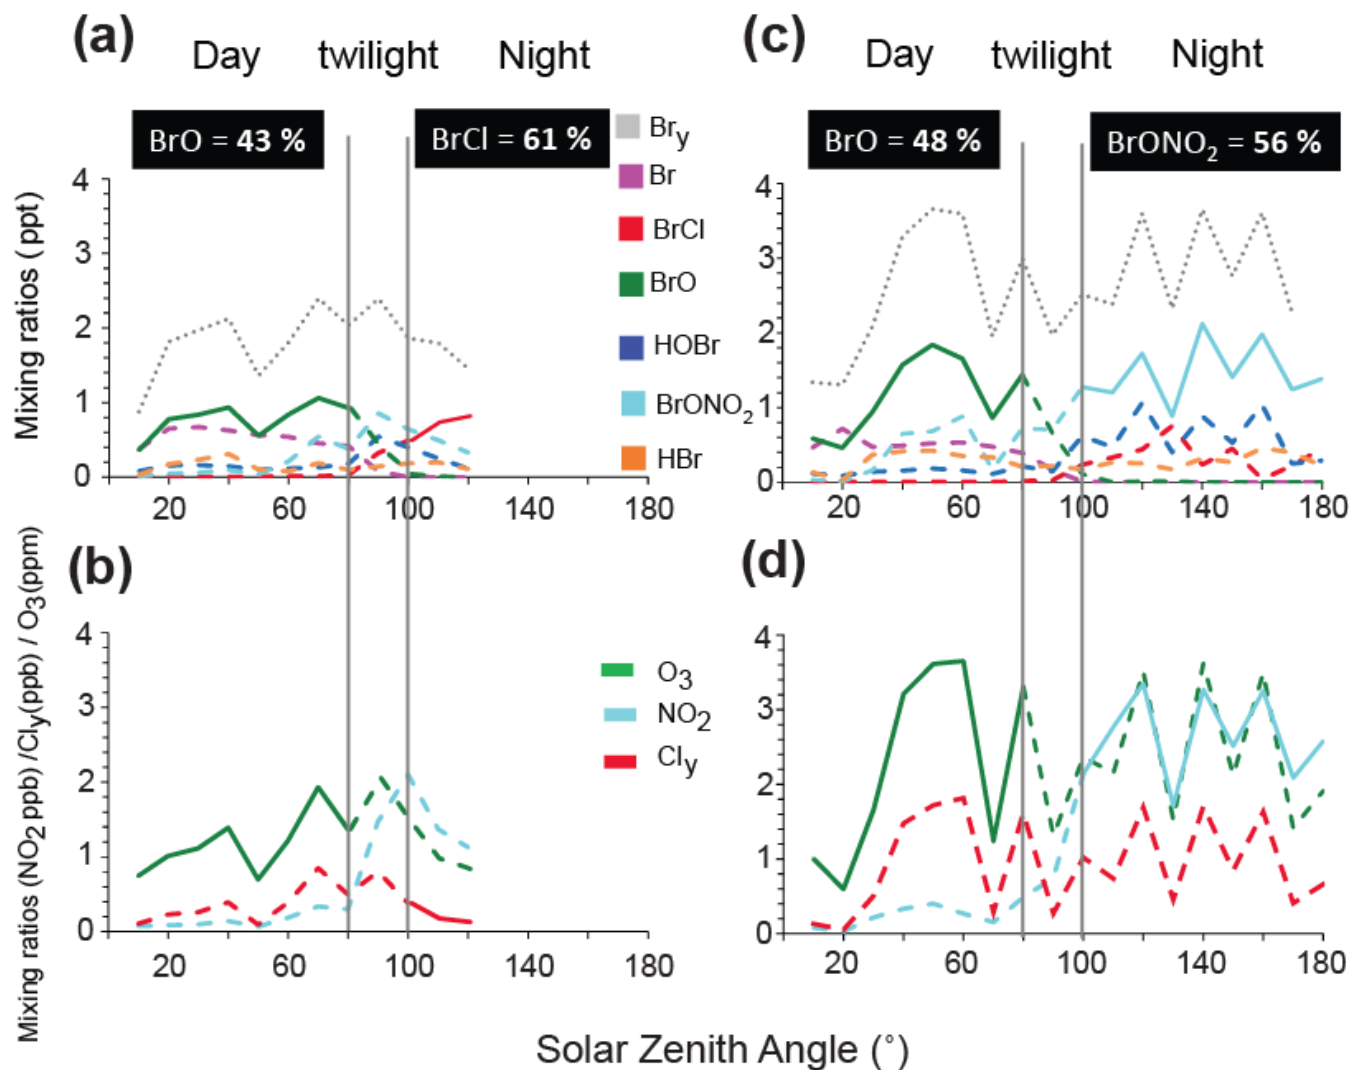 (a)
Day twilight Night
BrO = 43 %
BrCl = 61 %
Mixing ratios ( ppt)
4
3
2
1
0
20 60 100 140 180
Bry
Br
BrCl
BrO
HOBr
BrONO2
HBr
(c)
Day twilight Night
BrO = 48 %
BrONO2 = 56 %
4
3
2
1
0
20 60 100 140 180
(b)
Mixing ratios (NO2 ppb) /Cly(ppb) / O3(ppm)
4
3
2
1
0
20 60 100 140 180
O3
NO2
Cly
(d)
4
3
2
1
0
20 60 100 140 180
Solar Zenith Angle (˚)